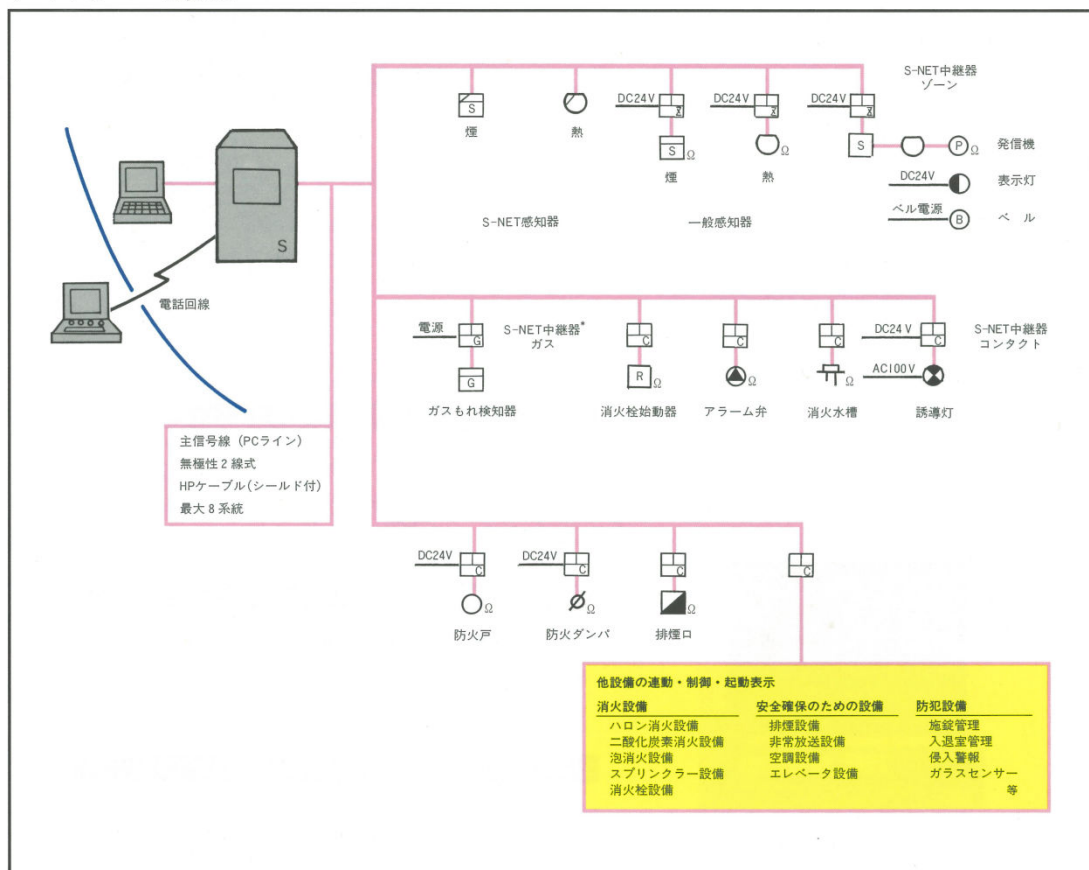 S-NET中継器
ゾーン
DC24V
DC24V
DC24V
S
Z
Z
Z
煙
熱
S
Ω
Ω
S
P
Ω
発信機
煙
熱
DC24V
表示灯
S-NET感知器
一般感知器
ベル電源
B
ベル
S
電話回線
電源
G
S-NET中継器*
ガス
C
C
C
DC24V
C
S-NET中継器
コンタクト
G
R
Ω
Ω
Ω
AC100V
ガスもれ検知器
消火栓始動器
アラーム弁
消火水槽
誘導灯
主信号線(PCライン)
無極性2線式
HPケーブル(シールド付)
最大8系統
DC24V
C
DC24V
C
C
C
Ω
Ω
Ω
防火戸
防火ダンパ
排煙口
他設備の連動・制御・起動表示
消火設備
ハロン消火設備
二酸化炭素消火設備
泡消火設備
スプリンクラー設備
消火栓設備
安全確保のための設備
排煙設備
非常放送設備
空調設備
エレベータ設備
防犯設備
施錠管理
入退室管理
侵入警報
ガラスセンサー
等